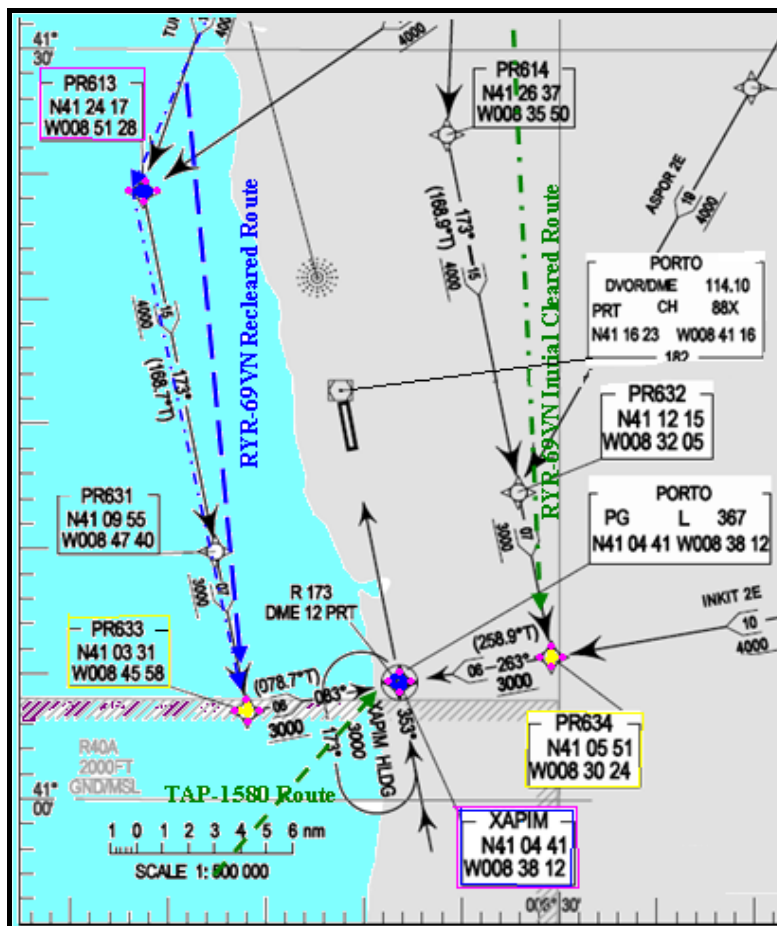 41°
30'
TUR
4000
4000
PR613
N41 24 17
W008 51 28
PR614
N41 26 37
W008 35 50
ASPOR 2E
19
4000
173°
(168.9°T)
15
4000
PORTO
DVOR/DME 114.10
PRT CH 88X
N41 16 23 W008 41 16
182
RYR-69VN Recleared Route
RYR-69VN Initial Cleared Route
15
4000
173°
(168.7°T)
PR632
N41 12 15
W008 32 05
PR631
N41 09 55
W008 47 40
PORTO
PG L 367
N41 04 41 W008 38 12
07
3000
07
3000
R 173
DME 12 PRT
INKIT 2E
10
4000
PR633
N41 03 31
W008 45 58
(258.9°T)
06 263°
3000
(078.7°T)
06 083°
3000
XAPIM HLDG
3000
173°
353°
PR634
N41 05 51
W008 30 24
R40A
2000FT
GND/MSL
TAP-1580 Route
41°
00'
XAPIM
N41 04 41
W008 38 12
1 0 1 2 3 4 5 6 nm
SCALE 1: 500 000
30'